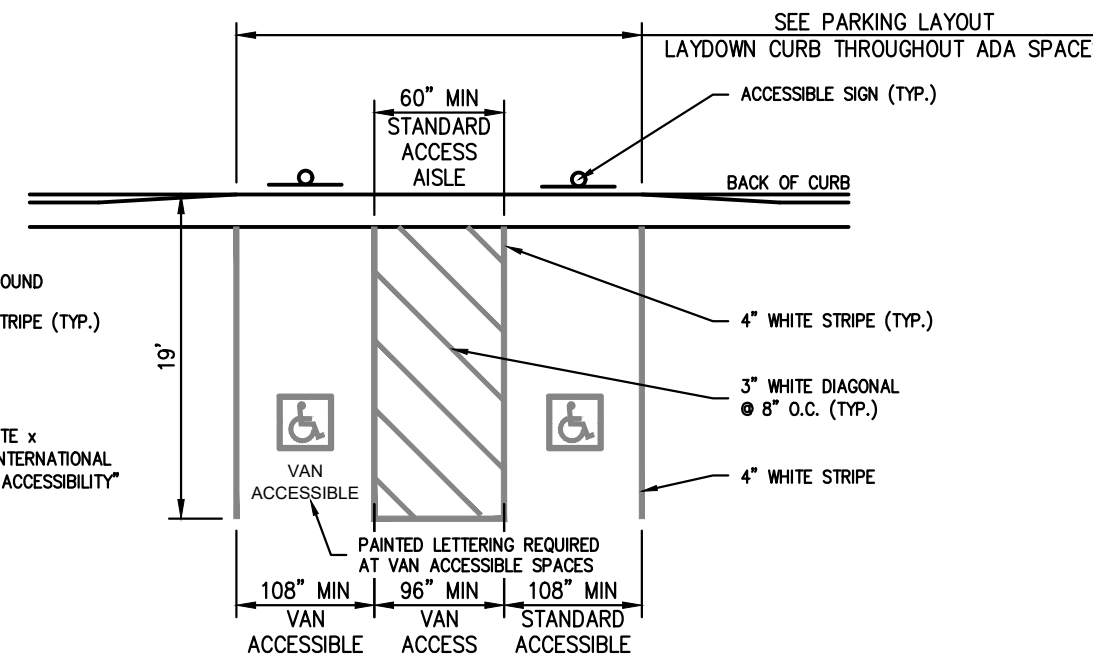 SEE PARKING LAYOUT
LAYDOWN CURB THROUGHOUT ADA SPACE
60" MIN
STANDARD
ACCESS
AISLE
ACCESSIBLE SIGN (TYP.)
BACK OF CURB
OUND
TRIPE (TYP.)
4" WHITE STRIPE (TYP.)
19'
3" WHITE DIAGONAL
@ 8" O.C. (TYP.)
TE x
NTERNATIONAL
ACCESSIBILITY"
VAN
ACCESSIBLE
4" WHITE STRIPE
PAINTED LETTERING REQUIRED
AT VAN ACCESSIBLE SPACES
108" MIN
VAN
ACCESSIBLE
96" MIN
VAN
ACCESS
108" MIN
STANDARD
ACCESSIBLE